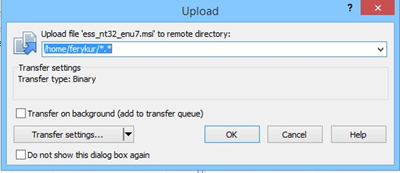 Upload
Upload file 'ess_nt32_enu7.msi' to remote directory:
/home/ferykur/*.*
Transfer settings
Transfer type: Binary
Transfer on background (add to transfer queue)
Transfer settings...
OK
Cancel
Help
Do not show this dialog box again